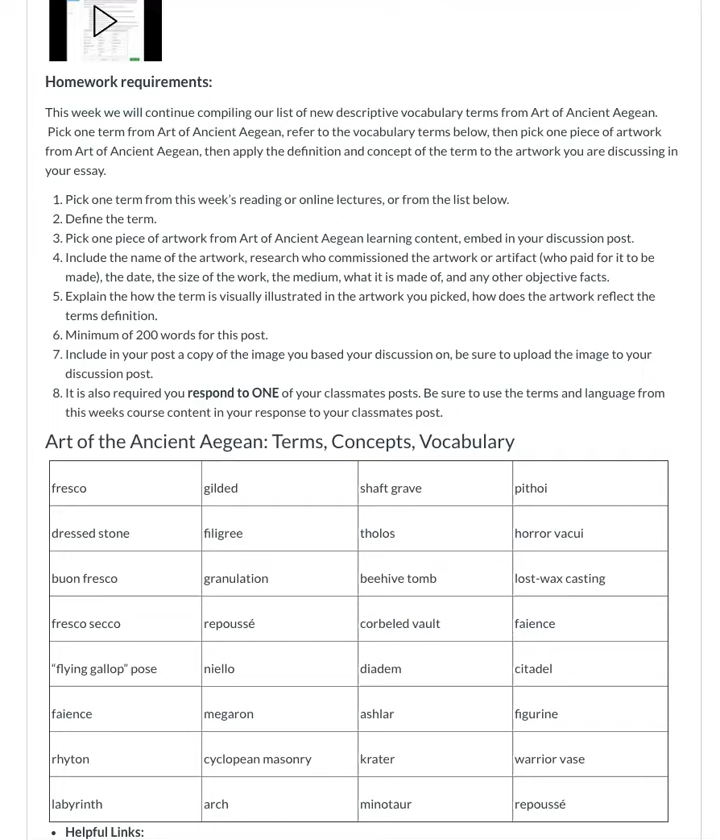 Homework requirements:
This week we will continue compiling our list of new descriptive vocabulary terms from Art of Ancient Aegean.
Pick one term from Art of Ancient Aegean, refer to the vocabulary terms below, then pick one piece of artwork
from Art of Ancient Aegean, then apply the definition and concept of the term to the artwork you are discussing in
your essay.
1. Pick one term from this week's reading or online lectures, or from the list below.
2. Define the term.
3. Pick one piece of artwork from Art of Ancient Aegean learning content, embed in your discussion post.
4. Include the name of the artwork, research who commissioned the artwork or artifact (who paid for it to be
made), the date, the size of the work, the medium, what it is made of, and any other objective facts.
5. Explain the how the term is visually illustrated in the artwork you picked, how does the artwork reflect the
terms definition.
6. Minimum of 200 words for this post.
7. Include in your post a copy of the image you based your discussion on, be sure to upload the image to your
discussion post.
8. It is also required you respond to ONE of your classmates posts. Be sure to use the terms and language from
this weeks course content in your response to your classmates post.
Art of the Ancient Aegean: Terms, Concepts, Vocabulary
fresco gilded shaft grave pithoi
dressed stone filigree tholos horror vacui
buon fresco granulation beehive tomb lost-wax casting
fresco secco repoussé corbeled vault faience
"flying gallop" pose niello diadem citadel
faience megaron ashlar figurine
rhyton cyclopean masonry krater warrior vase
labyrinth arch minotaur repoussé
• Helpful Links: